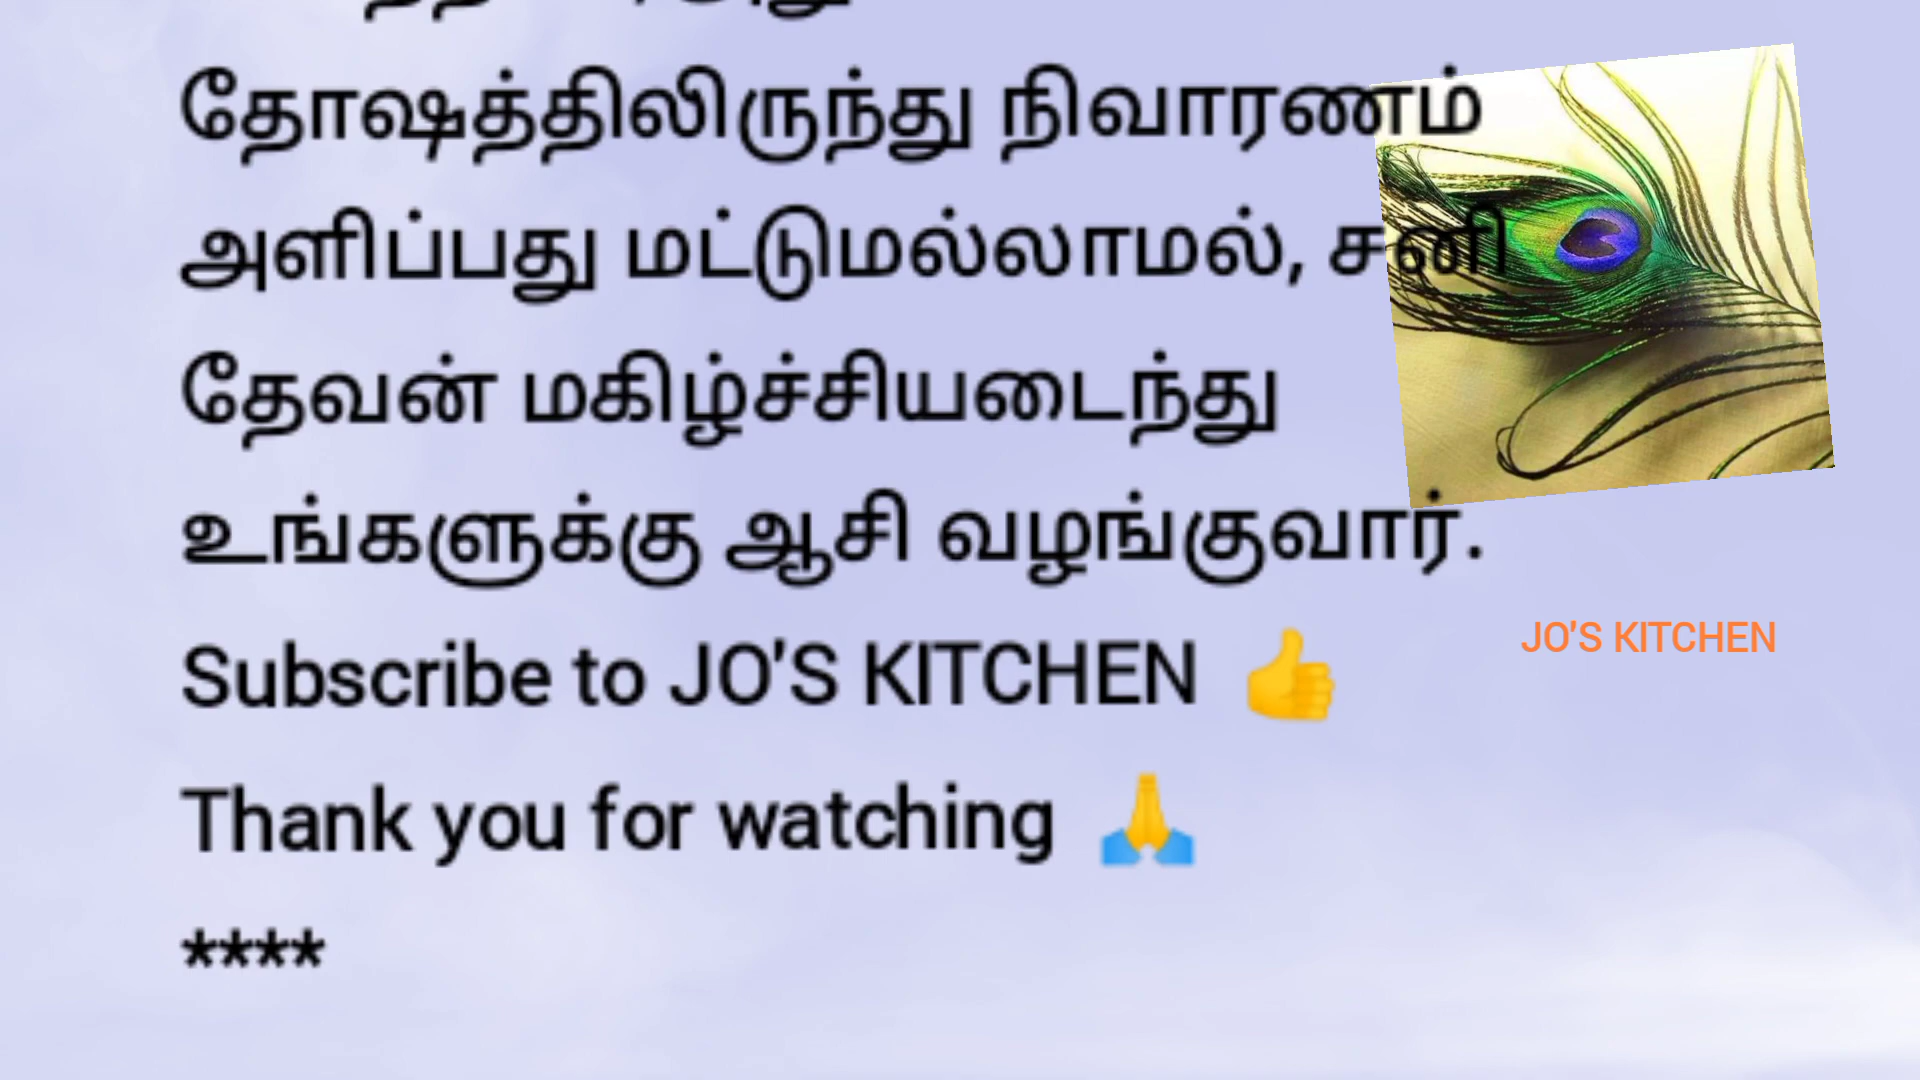 தோஷத்திலிருந்து நிவாரணம்
அளிப்பது மட்டுமல்லாமல், சனி
தேவன் மகிழ்ச்சியடைந்து
உங்களுக்கு ஆசி வழங்குவார்.
Subscribe to JO'S KITCHEN 👍
JO'S KITCHEN
Thank you for watching 🙏
****